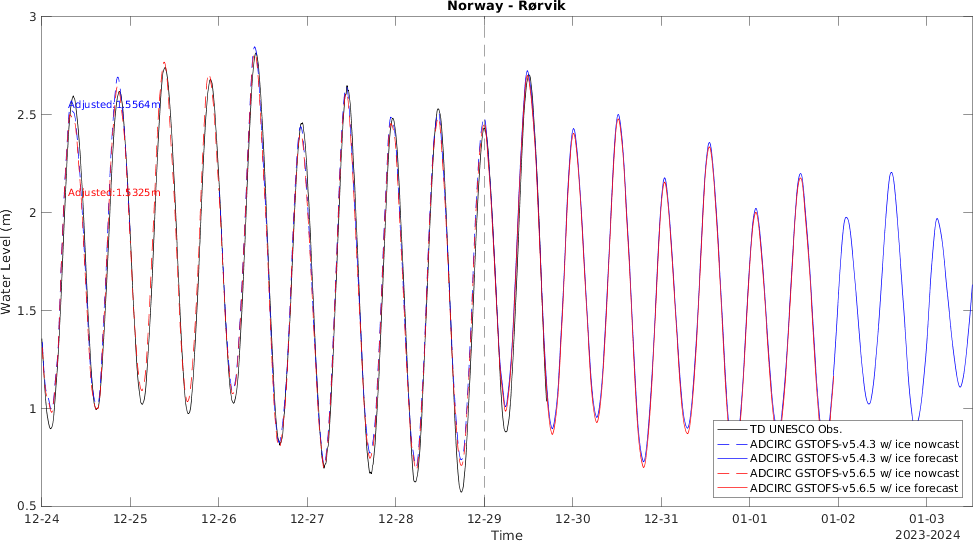 Norway - Rørvik
3
2.5
2
1.5
1
0.5
Water Level (m)
Adjusted:1.5564m
Adjusted:1.5325m
TD UNESCO Obs.
ADCIRC GSTOFS-v5.4.3 w/ ice nowcast
ADCIRC GSTOFS-v5.4.3 w/ ice forecast
ADCIRC GSTOFS-v5.6.5 w/ ice nowcast
ADCIRC GSTOFS-v5.6.5 w/ ice forecast
12-24 12-25 12-26 12-27 12-28 12-29 12-30 12-31 01-01 01-02 01-03
Time
2023-2024